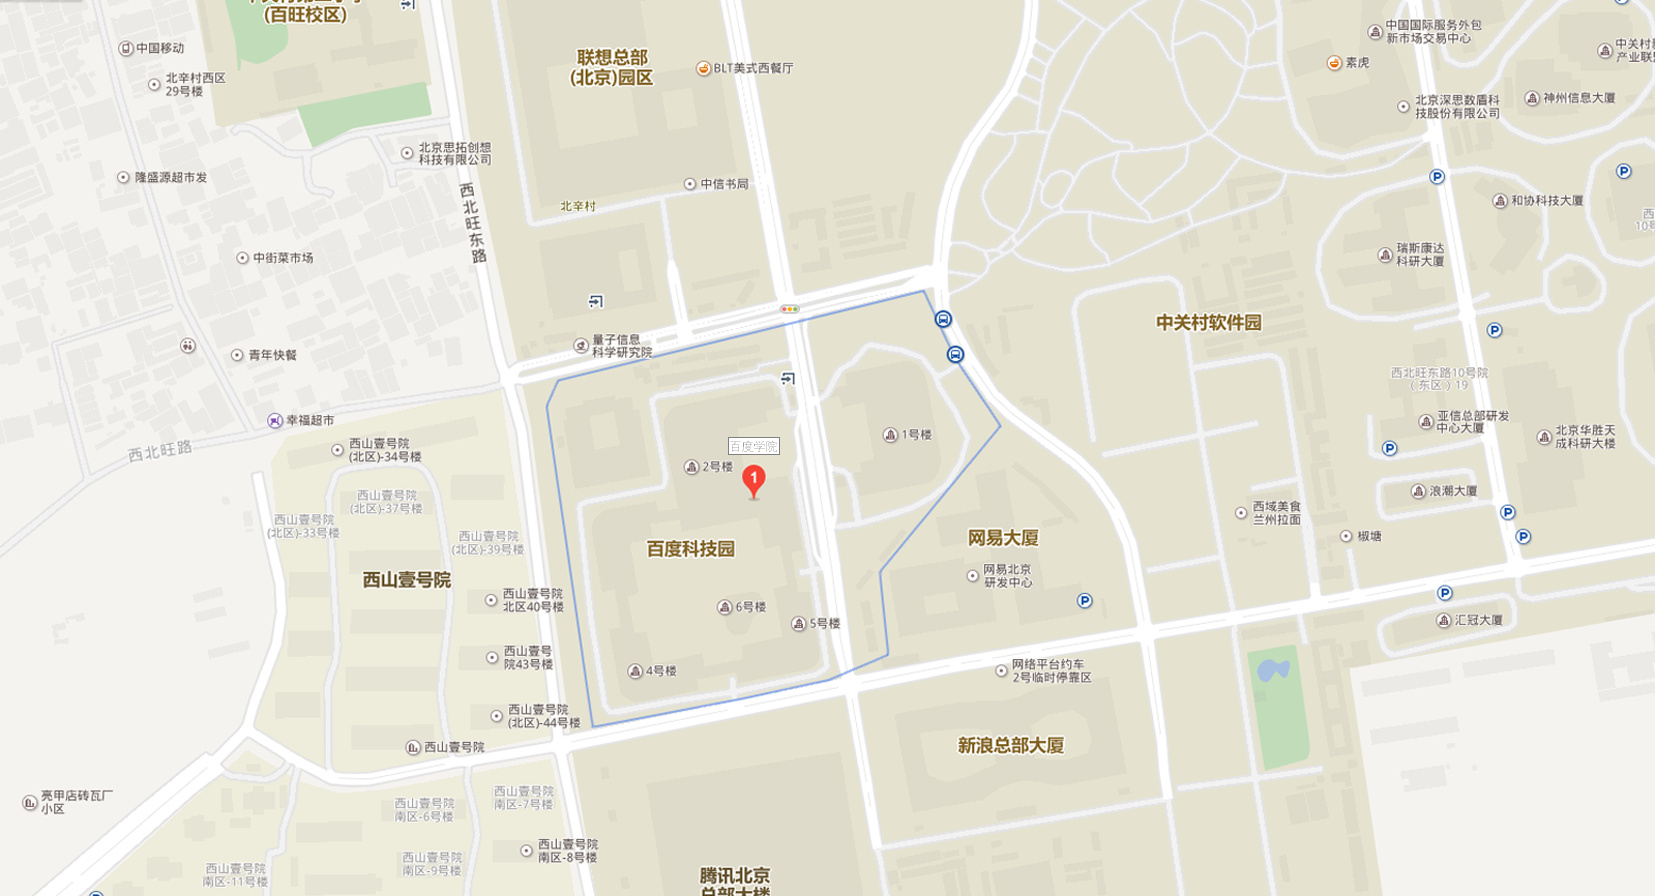 (百旺校区)
中国移动
北辛村西区
29号楼
北京思拓创想
科技有限公司
隆盛源超市发
中街菜市场
青年快餐
幸福超市
西北旺路
西北旺东路
联想总部
(北京)园区
BLT美式西餐厅
中信书局
北辛村
量子信息
科学研究院
中国国际服务外包
新市场交易中心
素虎
中关村
产业联
北京深思数盾科
技股份有限公司
神州信息大厦
和协科技大厦
西
10号
瑞斯康达
科研大厦
中关村软件园
西北旺东路10号院
(东区)19
亚信总部研发
中心大厦
北京华胜天
成科研大楼
浪潮大厦
西域美食
兰州拉面
椒塘
汇冠大厦
百度学院
1
1号楼
2号楼
百度科技园
6号楼
5号楼
4号楼
网易大厦
网易北京
研发中心
网络平台约车
2号临时停靠区
新浪总部大厦
腾讯北京
总部大楼
西山壹号院
(北区)-34号楼
西山壹号院
(北区)-37号楼
西山壹号院
(北区)-33号楼
西山壹号院
(北区)-39号楼
西山壹号院
西山壹号院
北区40号楼
西山壹号
院43号楼
西山壹号院
(北区)-44号楼
西山壹号院
亮甲店砖瓦厂
小区
西山壹号院
南区-7号楼
西山壹号院
南区-6号楼
西山壹号院
南区-8号楼
西山壹号院
南区-9号楼
西山壹号院
南区-11号楼
P
P
P
P
P
P
P
P